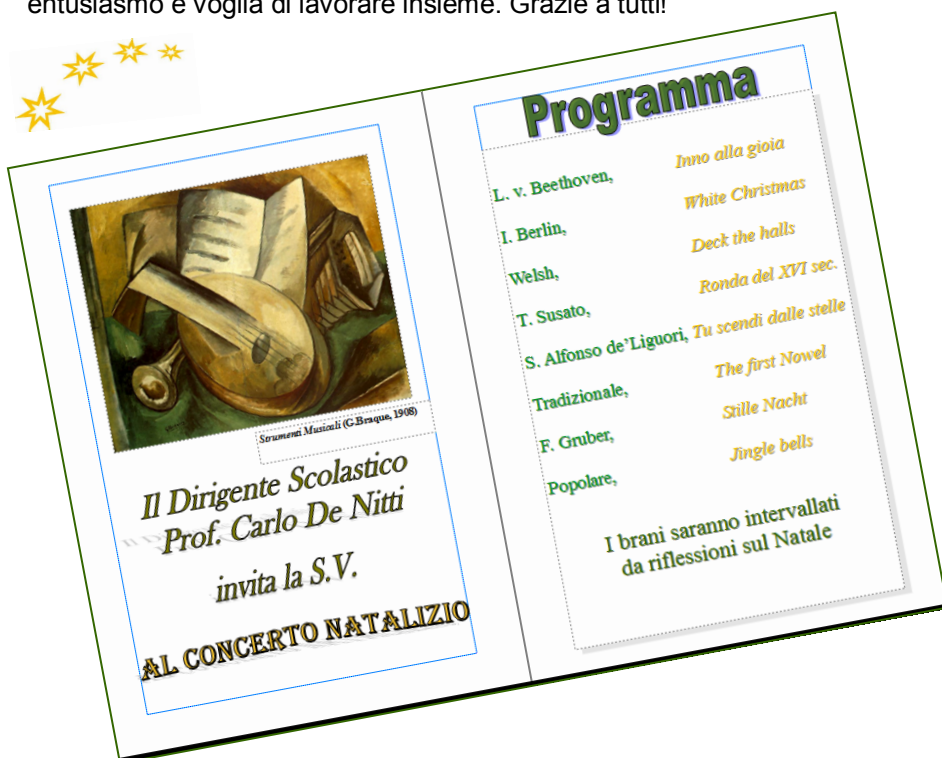 entusiasmo e voglia di lavorare insieme. Grazie a tutti!
Strumenti Musicali (G.Braque, 1908)
Il Dirigente Scolastico
Prof. Carlo De Nitti
invita la S.V.
AL CONCERTO NATALIZIO
Programma
L. v. Beethoven, Inno alla gioia
I. Berlin, White Christmas
Welsh, Deck the halls
T. Susato, Ronda del XVI sec.
S. Alfonso de’Liguori, Tu scendi dalle stelle
Tradizionale, The first Nowel
F. Gruber, Stille Nacht
Popolare, Jingle bells
I brani saranno intervallati
da riflessioni sul Natale